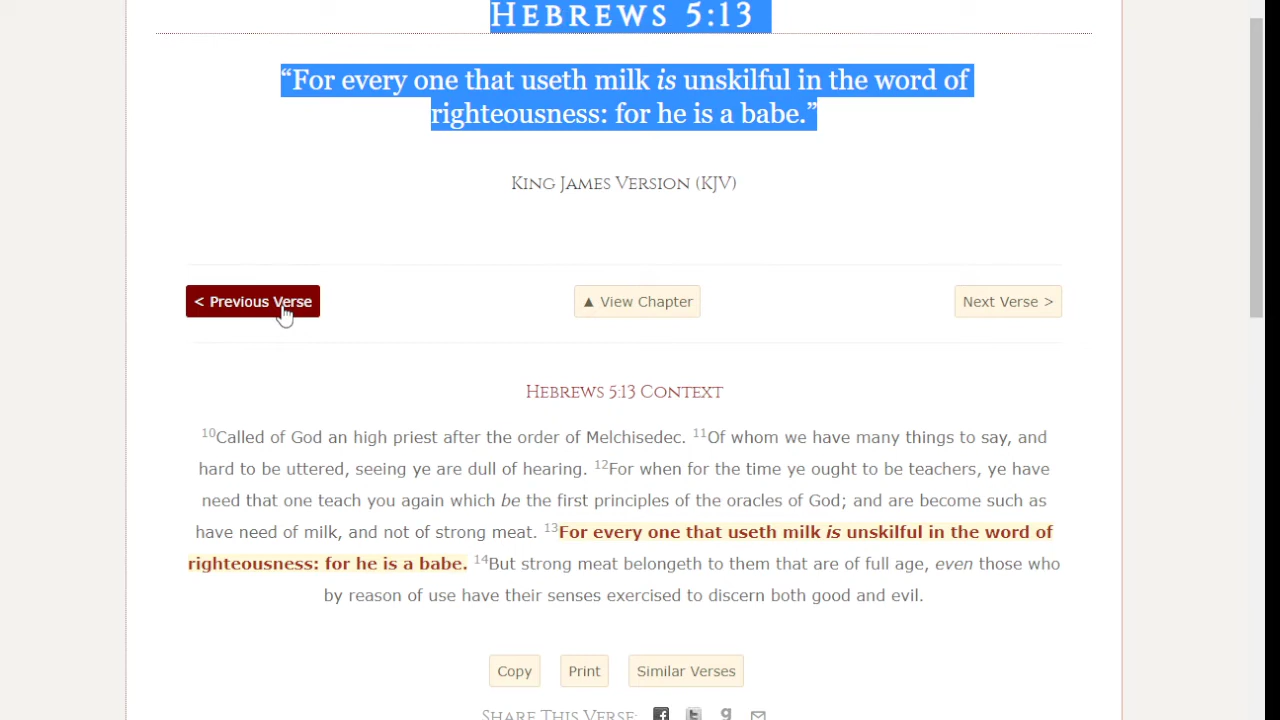 HEBREWS 5:13
“For every one that useth milk is unskilful in the word of
righteousness: for he is a babe.”
KING JAMES VERSION (KJV)
< Previous Verse
▲ View Chapter
Next Verse >
HEBREWS 5:13 CONTEXT
10Called of God an high priest after the order of Melchisedec. 11Of whom we have many things to say, and
hard to be uttered, seeing ye are dull of hearing. 12For when for the time ye ought to be teachers, ye have
need that one teach you again which be the first principles of the oracles of God; and are become such as
have need of milk, and not of strong meat. 13For every one that useth milk is unskilful in the word of
righteousness: for he is a babe. 14But strong meat belongeth to them that are of full age, even those who
by reason of use have their senses exercised to discern both good and evil.
Copy
Print
Similar Verses
SHARE THIS VERSE: